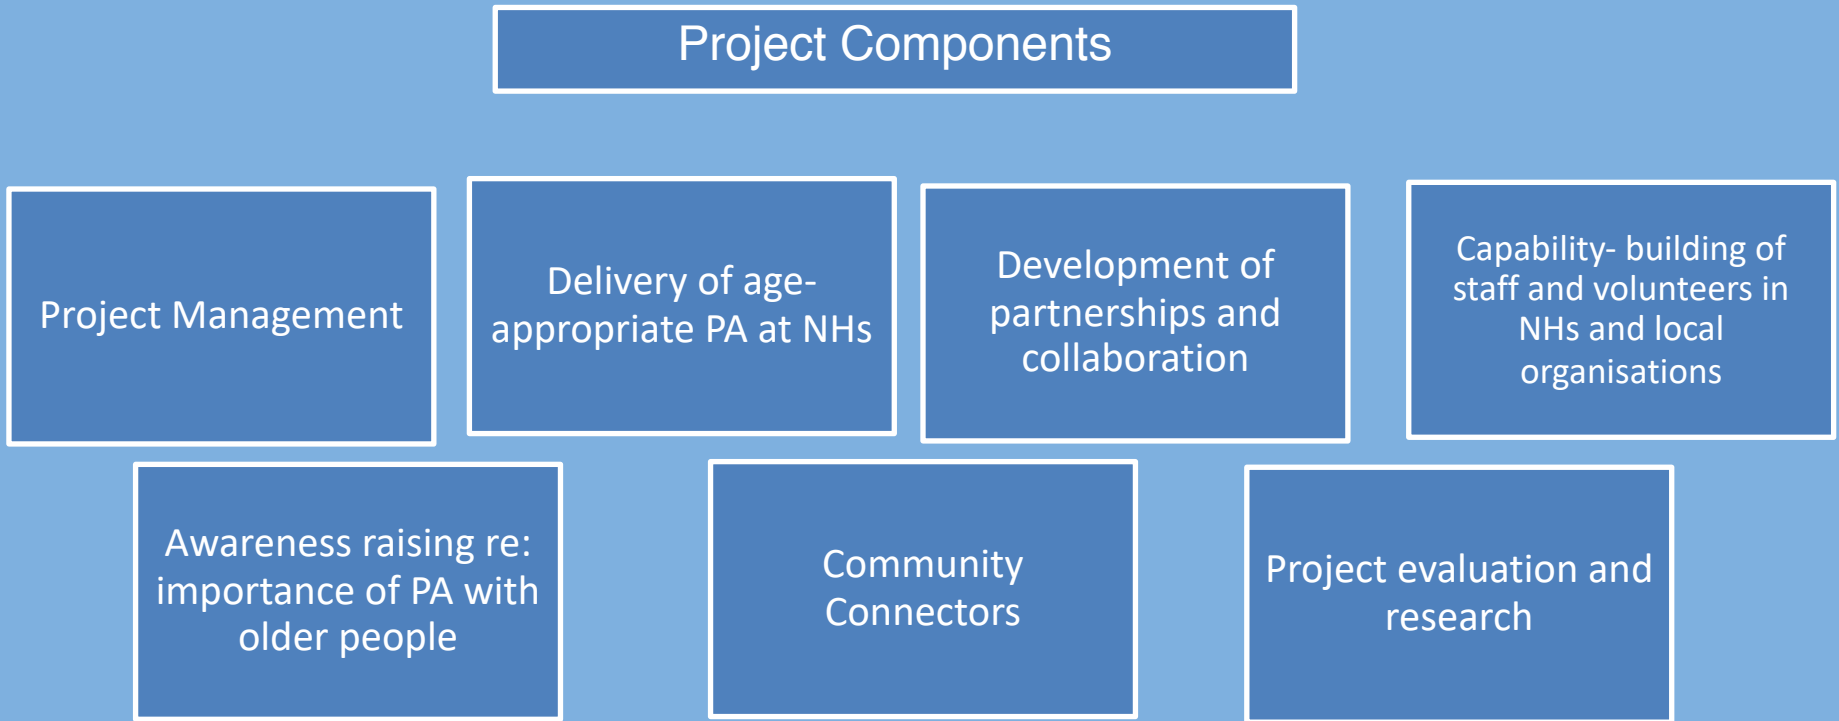 Project Components
Project Management
Delivery of age-
appropriate PA at NHs
Development of
partnerships and
collaboration
Capability- building of
staff and volunteers in
NHs and local
organisations
Awareness raising re:
importance of PA with
older people
Community
Connectors
Project evaluation and
research